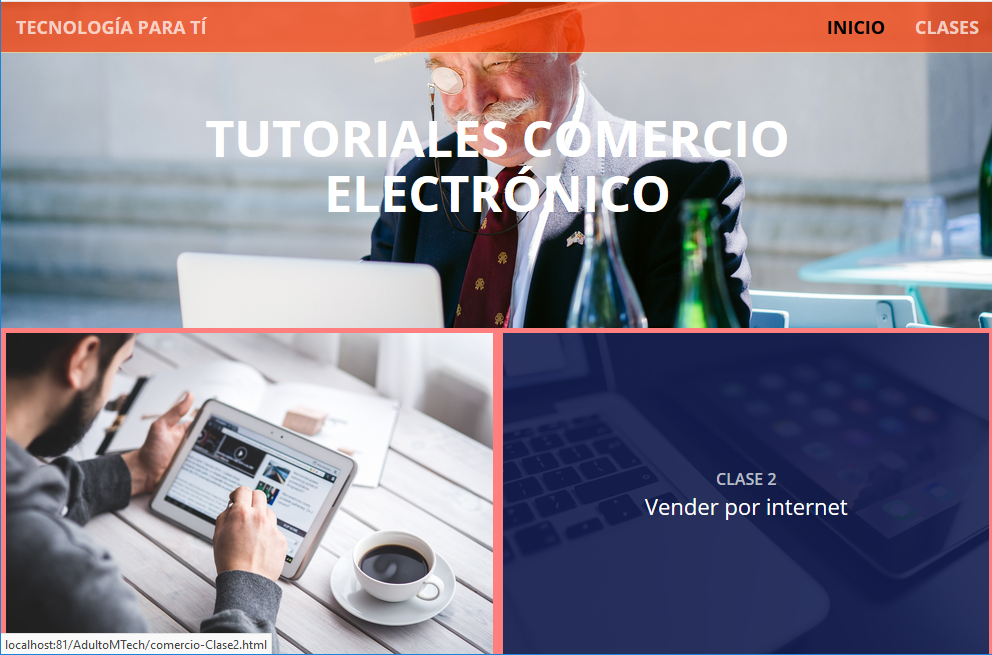 TECNOLOGÍA PARA TÍ
INICIO
CLASES
TUTORIALES COMERCIO
ELECTRÓNICO
CLASE 2
Vender por internet
localhost:81/AdultoMTech/comercio-Clase2.html